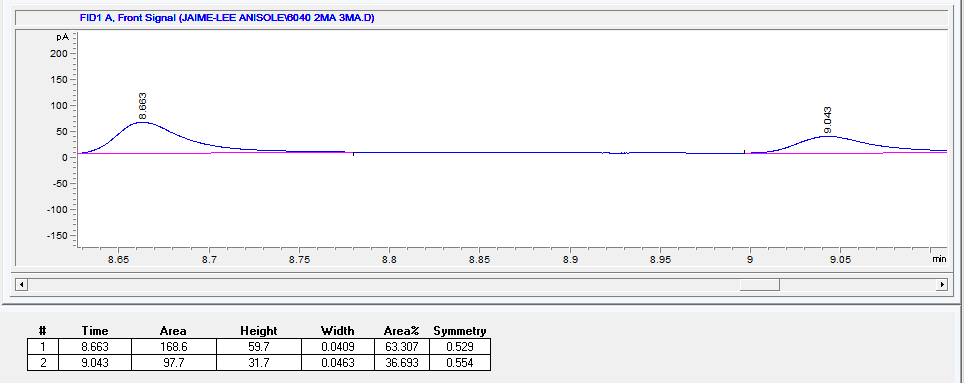 FID1 A, Front Signal (JAIME-LEE ANISOLE\6040 2MA 3MA.D)
pA
200
150
100
50
0
-50
-100
-150
8.663
9.043
8.65 8.7 8.75 8.8 8.85 8.9 8.95 9 9.05 min
# Time Area Height Width Area% Symmetry
1 8.663 168.6 59.7 0.0409 63.307 0.529
2 9.043 97.7 31.7 0.0463 36.693 0.554